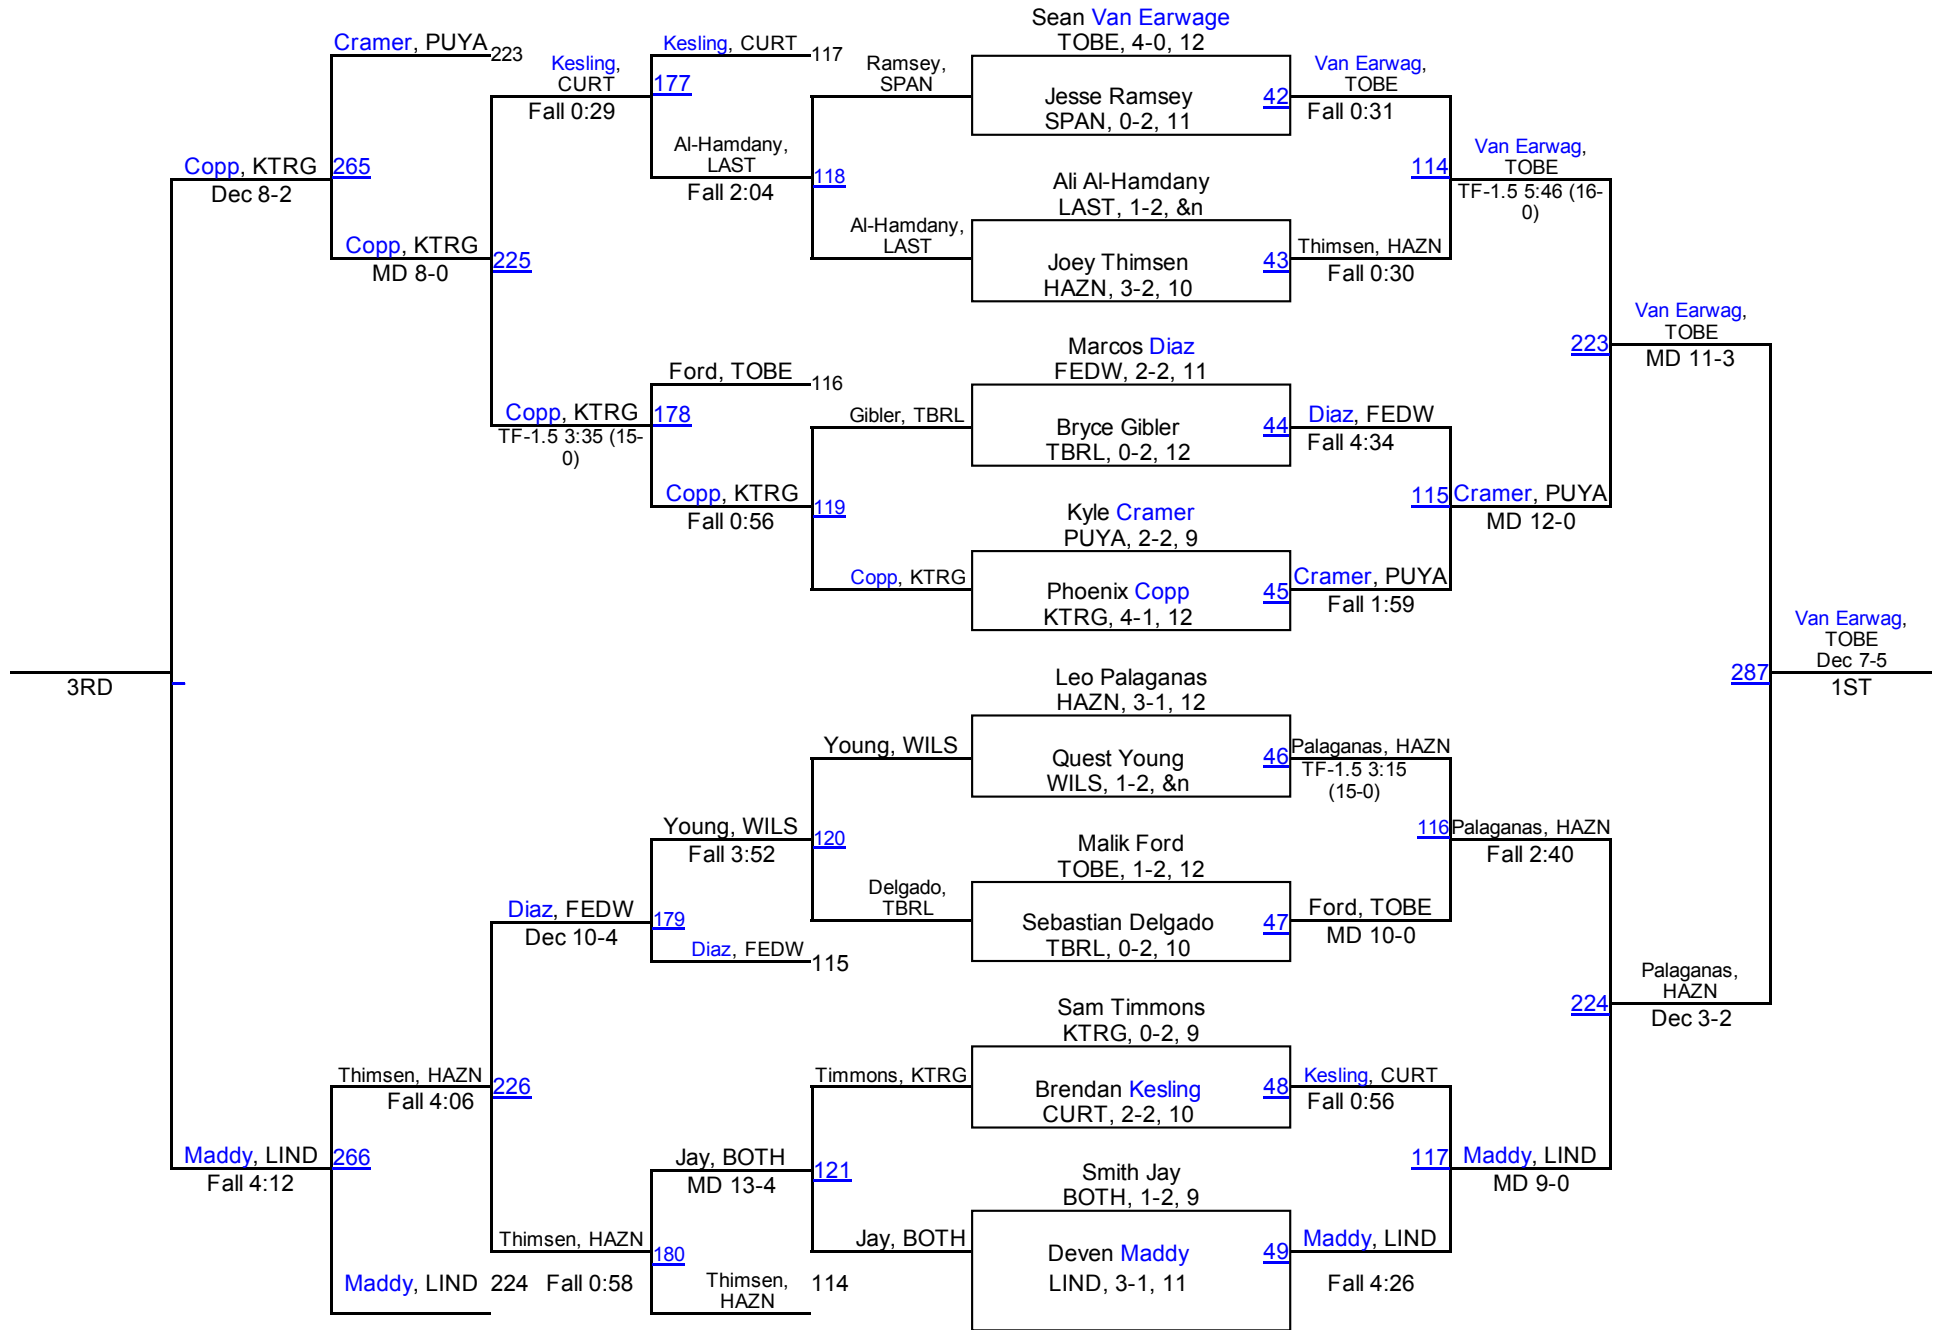 Sean Van Earwage
TOBE, 4-0, 12
Cramer, PUYA 223
Kesling, CURT 117
Kesling,
CURT
177
Fall 0:29
Ramsey,
SPAN
Jesse Ramsey
SPAN, 0-2, 11
42
Van Earwag,
TOBE
Fall 0:31
Al-Hamdany,
LAST
Fall 2:04
118
Copp, KTRG 265
Dec 8-2
Ali Al-Hamdany
LAST, 1-2, &n
114
Van Earwag,
TOBE
TF-1.5 5:46 (16-
0)
Al-Hamdany,
LAST
Joey Thimsen
HAZN, 3-2, 10
43
Thimsen, HAZN
Fall 0:30
Copp, KTRG
MD 8-0
225
Marcos Diaz
FEDW, 2-2, 11
223
Van Earwag,
TOBE
MD 11-3
Ford, TOBE 116
Copp, KTRG 178
TF-1.5 3:35 (15-
0)
Gibler, TBRL
Bryce Gibler
TBRL, 0-2, 12
44
Diaz, FEDW
Fall 4:34
Copp, KTRG
Fall 0:56
119
Kyle Cramer
PUYA, 2-2, 9
115 Cramer, PUYA
MD 12-0
Copp, KTRG
Phoenix Copp
KTRG, 4-1, 12
45
Cramer, PUYA
Fall 1:59
Van Earwag,
TOBE
Dec 7-5
1ST
287
3RD
Leo Palaganas
HAZN, 3-1, 12
Young, WILS
Quest Young
WILS, 1-2, &n
46
Palaganas, HAZN
TF-1.5 3:15
(15-0)
Young, WILS
Fall 3:52
120
Malik Ford
TOBE, 1-2, 12
116 Palaganas, HAZN
Fall 2:40
Delgado,
TBRL
Sebastian Delgado
TBRL, 0-2, 10
47
Ford, TOBE
MD 10-0
Diaz, FEDW
Dec 10-4
179
Diaz, FEDW 115
Sam Timmons
KTRG, 0-2, 9
224
Palaganas,
HAZN
Dec 3-2
Thimsen, HAZN
Fall 4:06
226
Timmons, KTRG
Brendan Kesling
CURT, 2-2, 10
48
Kesling, CURT
Fall 0:56
Maddy, LIND 266
Fall 4:12
Jay, BOTH
MD 13-4
121
Smith Jay
BOTH, 1-2, 9
117 Maddy, LIND
MD 9-0
Thimsen, HAZN
Fall 0:58
180
Jay, BOTH
Deven Maddy
LIND, 3-1, 11
49
Maddy, LIND
Fall 4:26
Maddy, LIND 224
Thimsen,
HAZN
114